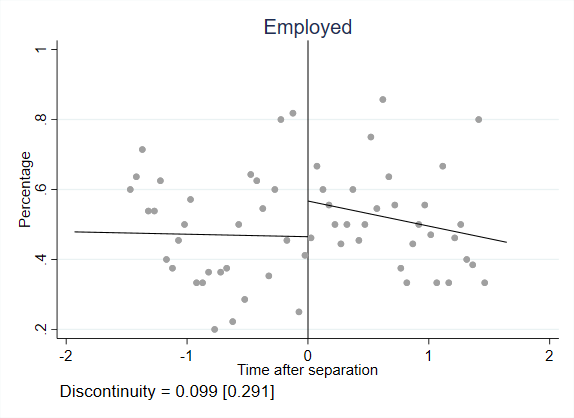 Employed
Percentage
1
.8
.6
.4
.2
-2
-1
0
1
2
Time after separation
Discontinuity = 0.099 [0.291]